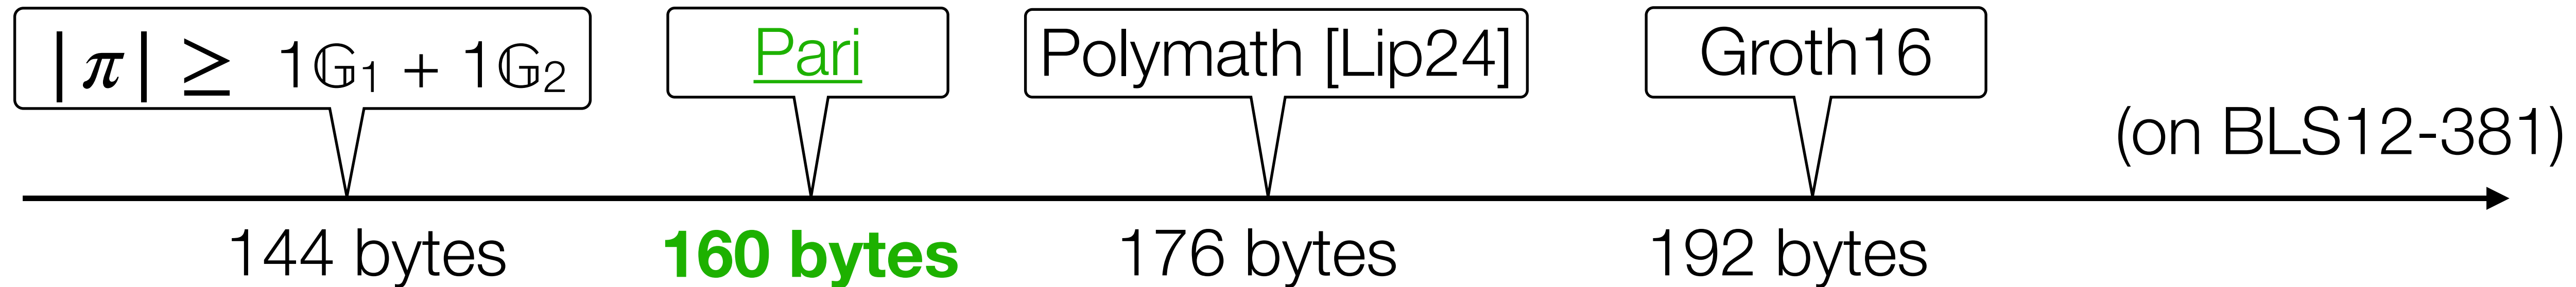 |π| ≥ 1𝔾₁ + 1𝔾₂
Pari
Polymath [Lip24]
Groth16
(on BLS12-381)
144 bytes
160 bytes
176 bytes
192 bytes